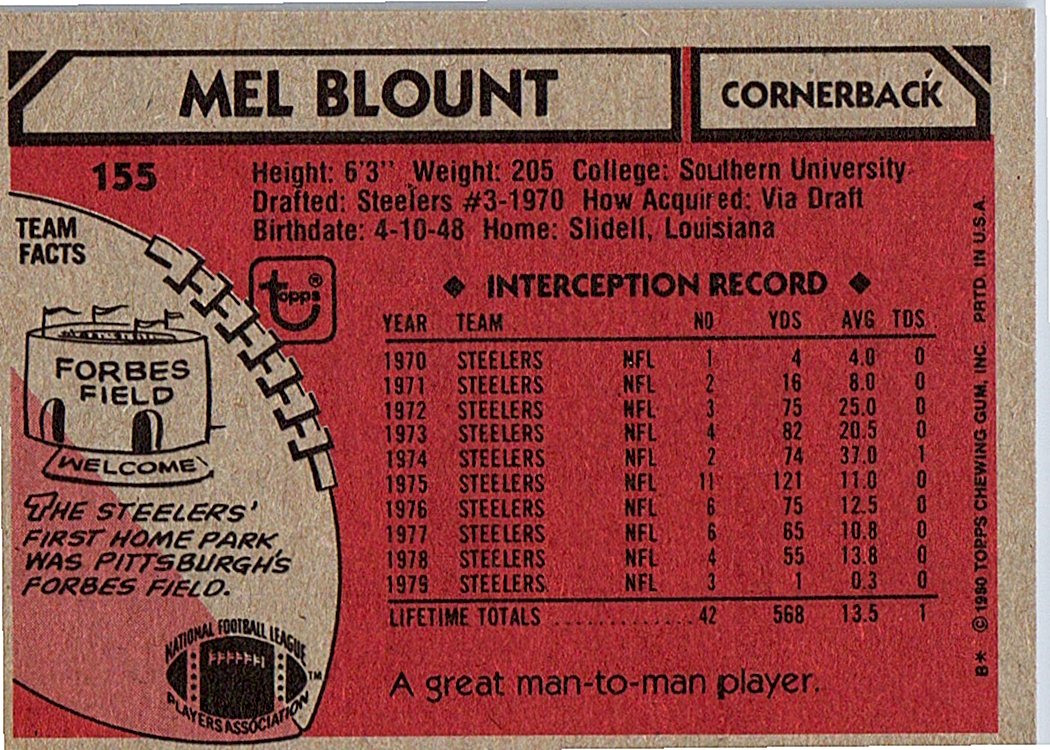 MEL BLOUNT
CORNERBACK
155
Height: 6'3" Weight: 205 College: Southern University
Drafted: Steelers #3-1970 How Acquired: Via Draft
Birthdate: 4-10-48 Home: Slidell, Louisiana
TEAM
FACTS
FORBES
FIELD
WELCOME
THE STEELERS'
FIRST HOME PARK
WAS PITTSBURGH'S
FORBES FIELD.
NATIONAL FOOTBALL LEAGUE
PLAYERS ASSOCIATION
TM
topps®
◆ INTERCEPTION RECORD ◆
YEAR TEAM NO YDS AVG TDS
1970 STEELERS NFL 1 4 4.0 0
1971 STEELERS NFL 2 16 8.0 0
1972 STEELERS NFL 3 75 25.0 0
1973 STEELERS NFL 4 82 20.5 0
1974 STEELERS NFL 2 74 37.0 1
1975 STEELERS NFL 11 121 11.0 0
1976 STEELERS NFL 6 75 12.5 0
1977 STEELERS NFL 6 65 10.8 0
1978 STEELERS NFL 4 55 13.8 0
1979 STEELERS NFL 3 1 0.3 0
LIFETIME TOTALS .............. 42 568 13.5 1
A great man-to-man player.
B* ©1980 TOPPS CHEWING GUM, INC. PRTD IN U.S.A.